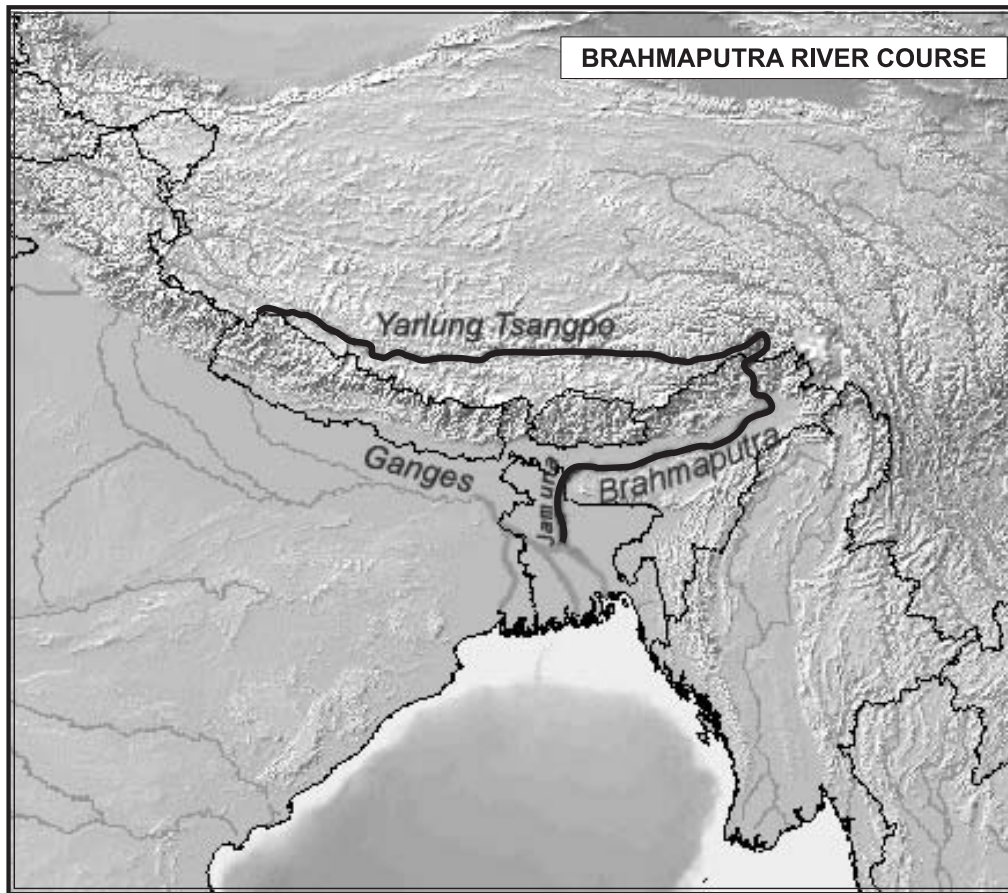 BRAHMAPUTRA RIVER COURSE
Yarlung Tsangpo
Ganges
Jamuna
Brahmaputra